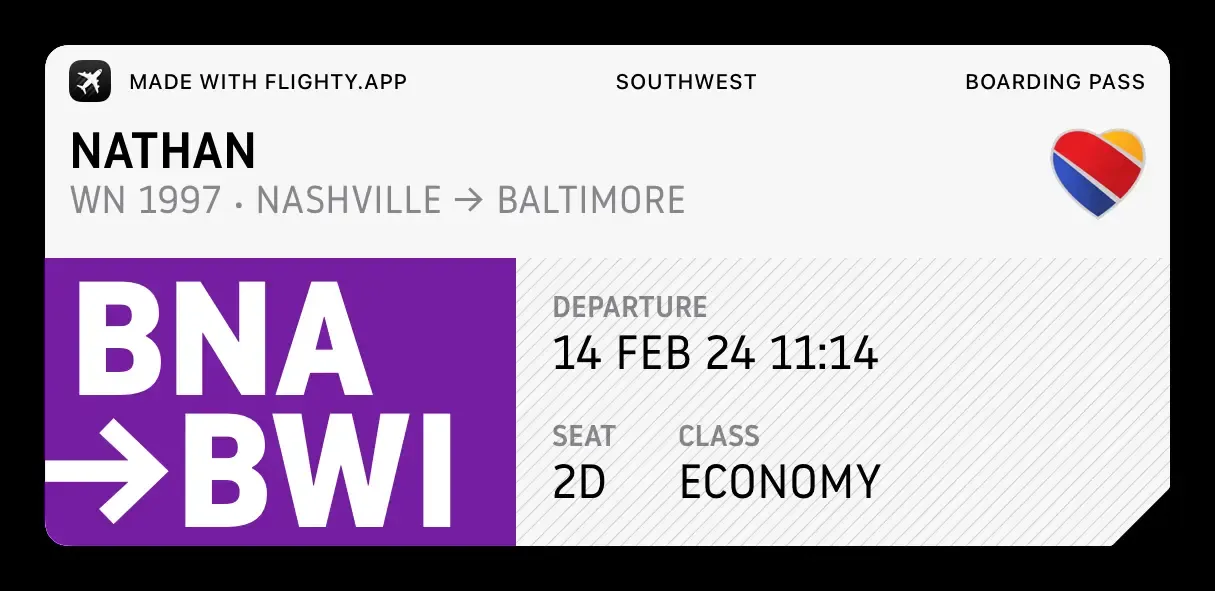 MADE WITH FLIGHTY.APP SOUTHWEST BOARDING PASS
NATHAN
WN 1997 • NASHVILLE → BALTIMORE
BNA
→BWI
DEPARTURE
14 FEB 24 11:14
SEAT CLASS
2D ECONOMY